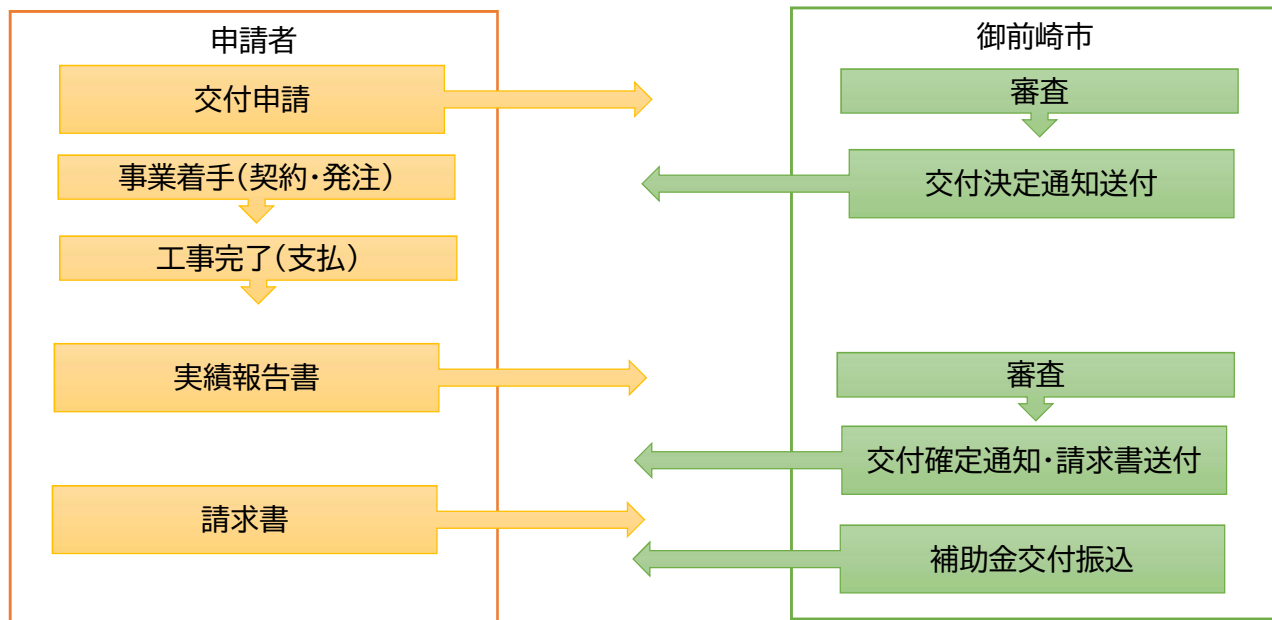 申請者
交付申請
事業着手(契約・発注)
工事完了(支払)
実績報告書
請求書
御前崎市
審査
交付決定通知送付
審査
交付確定通知・請求書送付
補助金交付振込